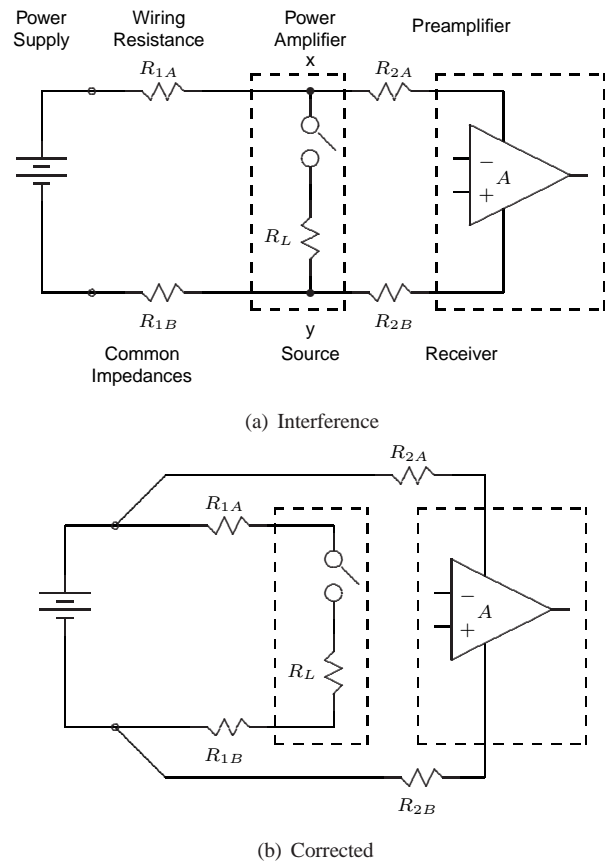 Power
Supply
Wiring
Resistance
Power
Amplifier
Preamplifier
x
R1A
R2A
−
A
+
RL
R1B
R2B
y
Common
Impedances
Source
Receiver
(a) Interference
R2A
R1A
−
A
+
RL
R1B
R2B
(b) Corrected